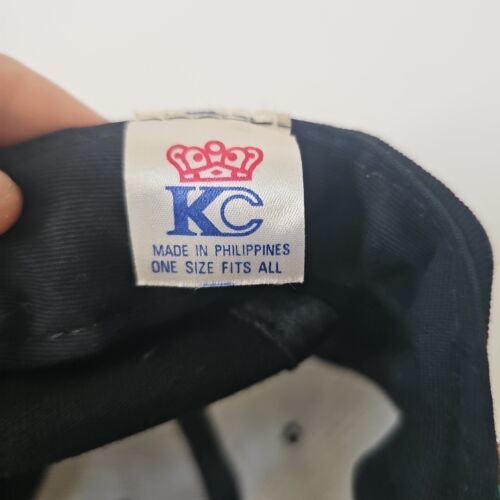 KC
MADE IN PHILIPPINES
ONE SIZE FITS ALL